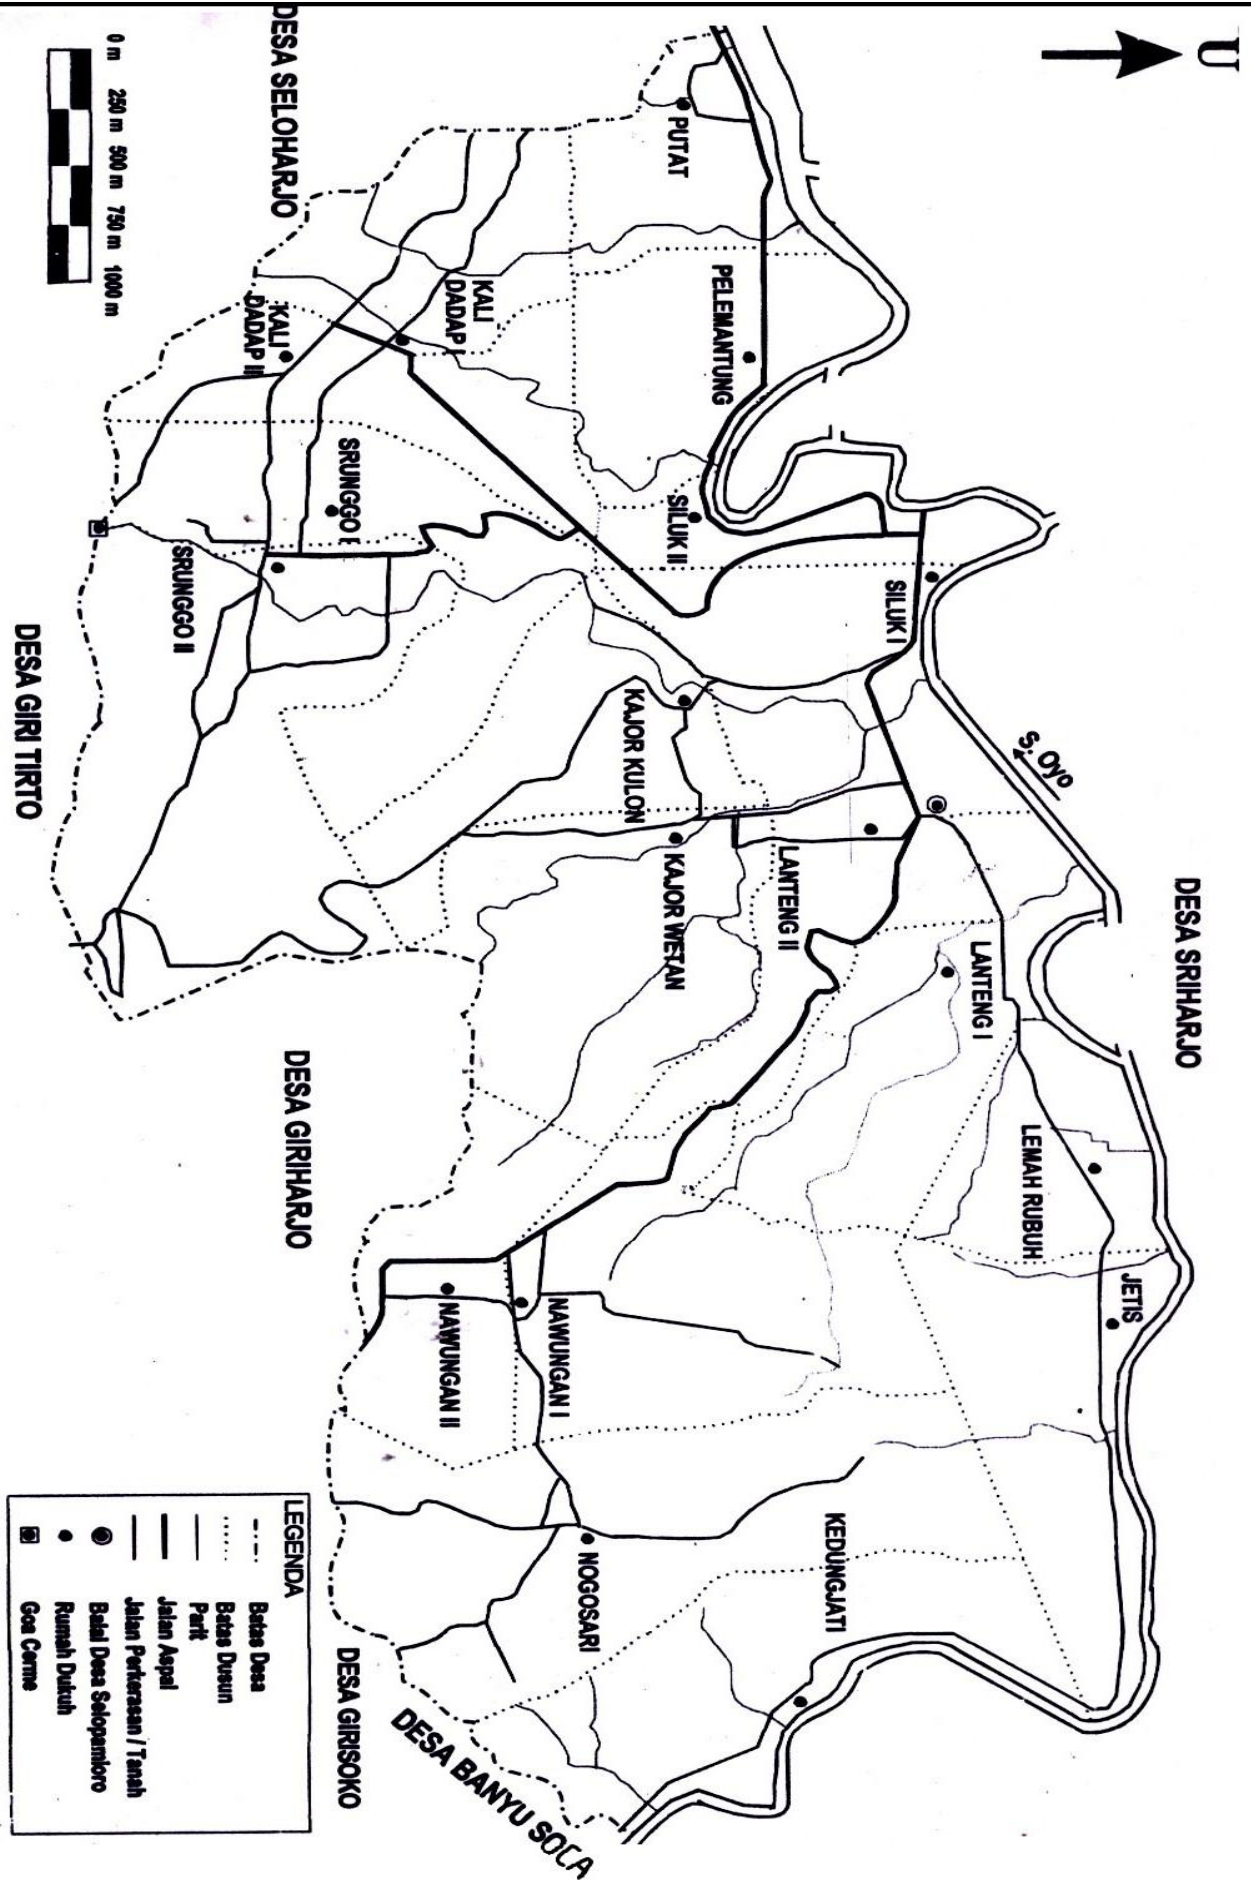 U
0 m 250 m 500 m 750 m 1000 m
DESA SELOHARJO
PUTAT
PELEMANTUNG
KALI
DADAP I
KALI
DADAP II
SRUNGGO I
SRUNGGO II
SILUK II
SILUK I
KAJOR KULON
KAJOR WETAN
LANTENG II
LANTENG I
S. Oyo
DESA SRIHARJO
LEMAH RUBUH
JETIS
KEDUNGJATI
NAWUNGAN I
NAWUNGAN II
NOGOSARI
DESA GIRI TIRTO
DESA GIRIHARJO
DESA GIRISOKO
DESA BANYU SOCA
LEGENDA
Batas Desa
Batas Dusun
Parit
Jalan Aspal
Jalan Perkerasan / Tanah
Balai Desa Selopamioro
Rumah Dukuh
Goa Cerme